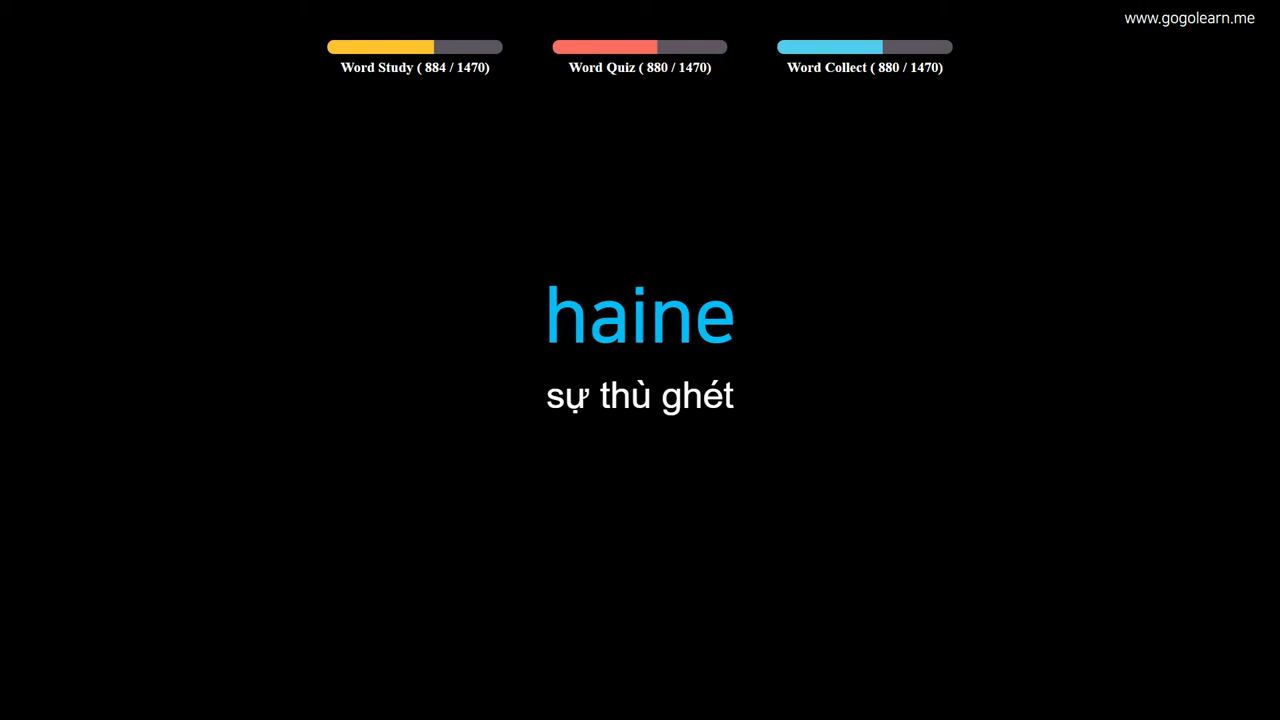 www.gogolearn.me
Word Study ( 884 / 1470)
Word Quiz ( 880 / 1470)
Word Collect ( 880 / 1470)
haine
sự thù ghét